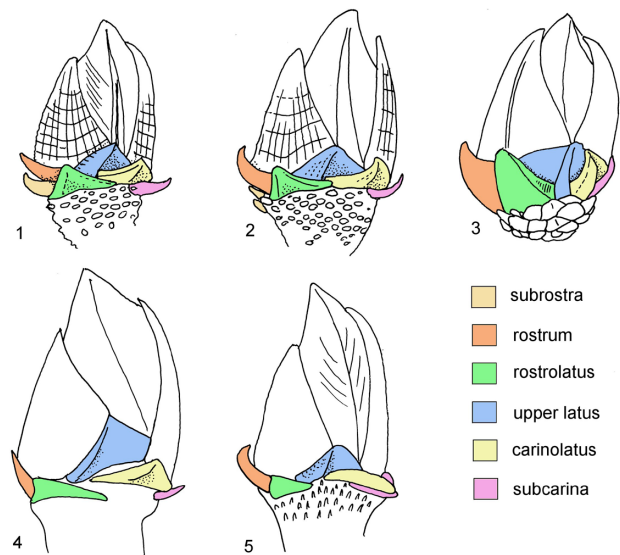 1
2
3
subrostra
rostrum
rostrolatus
upper latus
carinolatus
subcarina
4
5